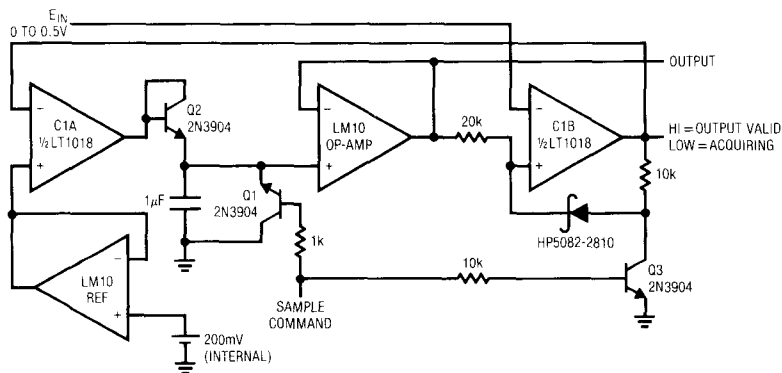 E_IN
0 TO 0.5V
OUTPUT
−
C1A
½ LT1018
+
Q2
2N3904
−
LM10
OP-AMP
+
20k
−
C1B
½ LT1018
+
HI = OUTPUT VALID
LOW = ACQUIRING
10k
1µF
Q1
2N3904
1k
HP5082-2810
−
LM10
REF
+
10k
Q3
2N3904
SAMPLE
COMMAND
200mV
(INTERNAL)